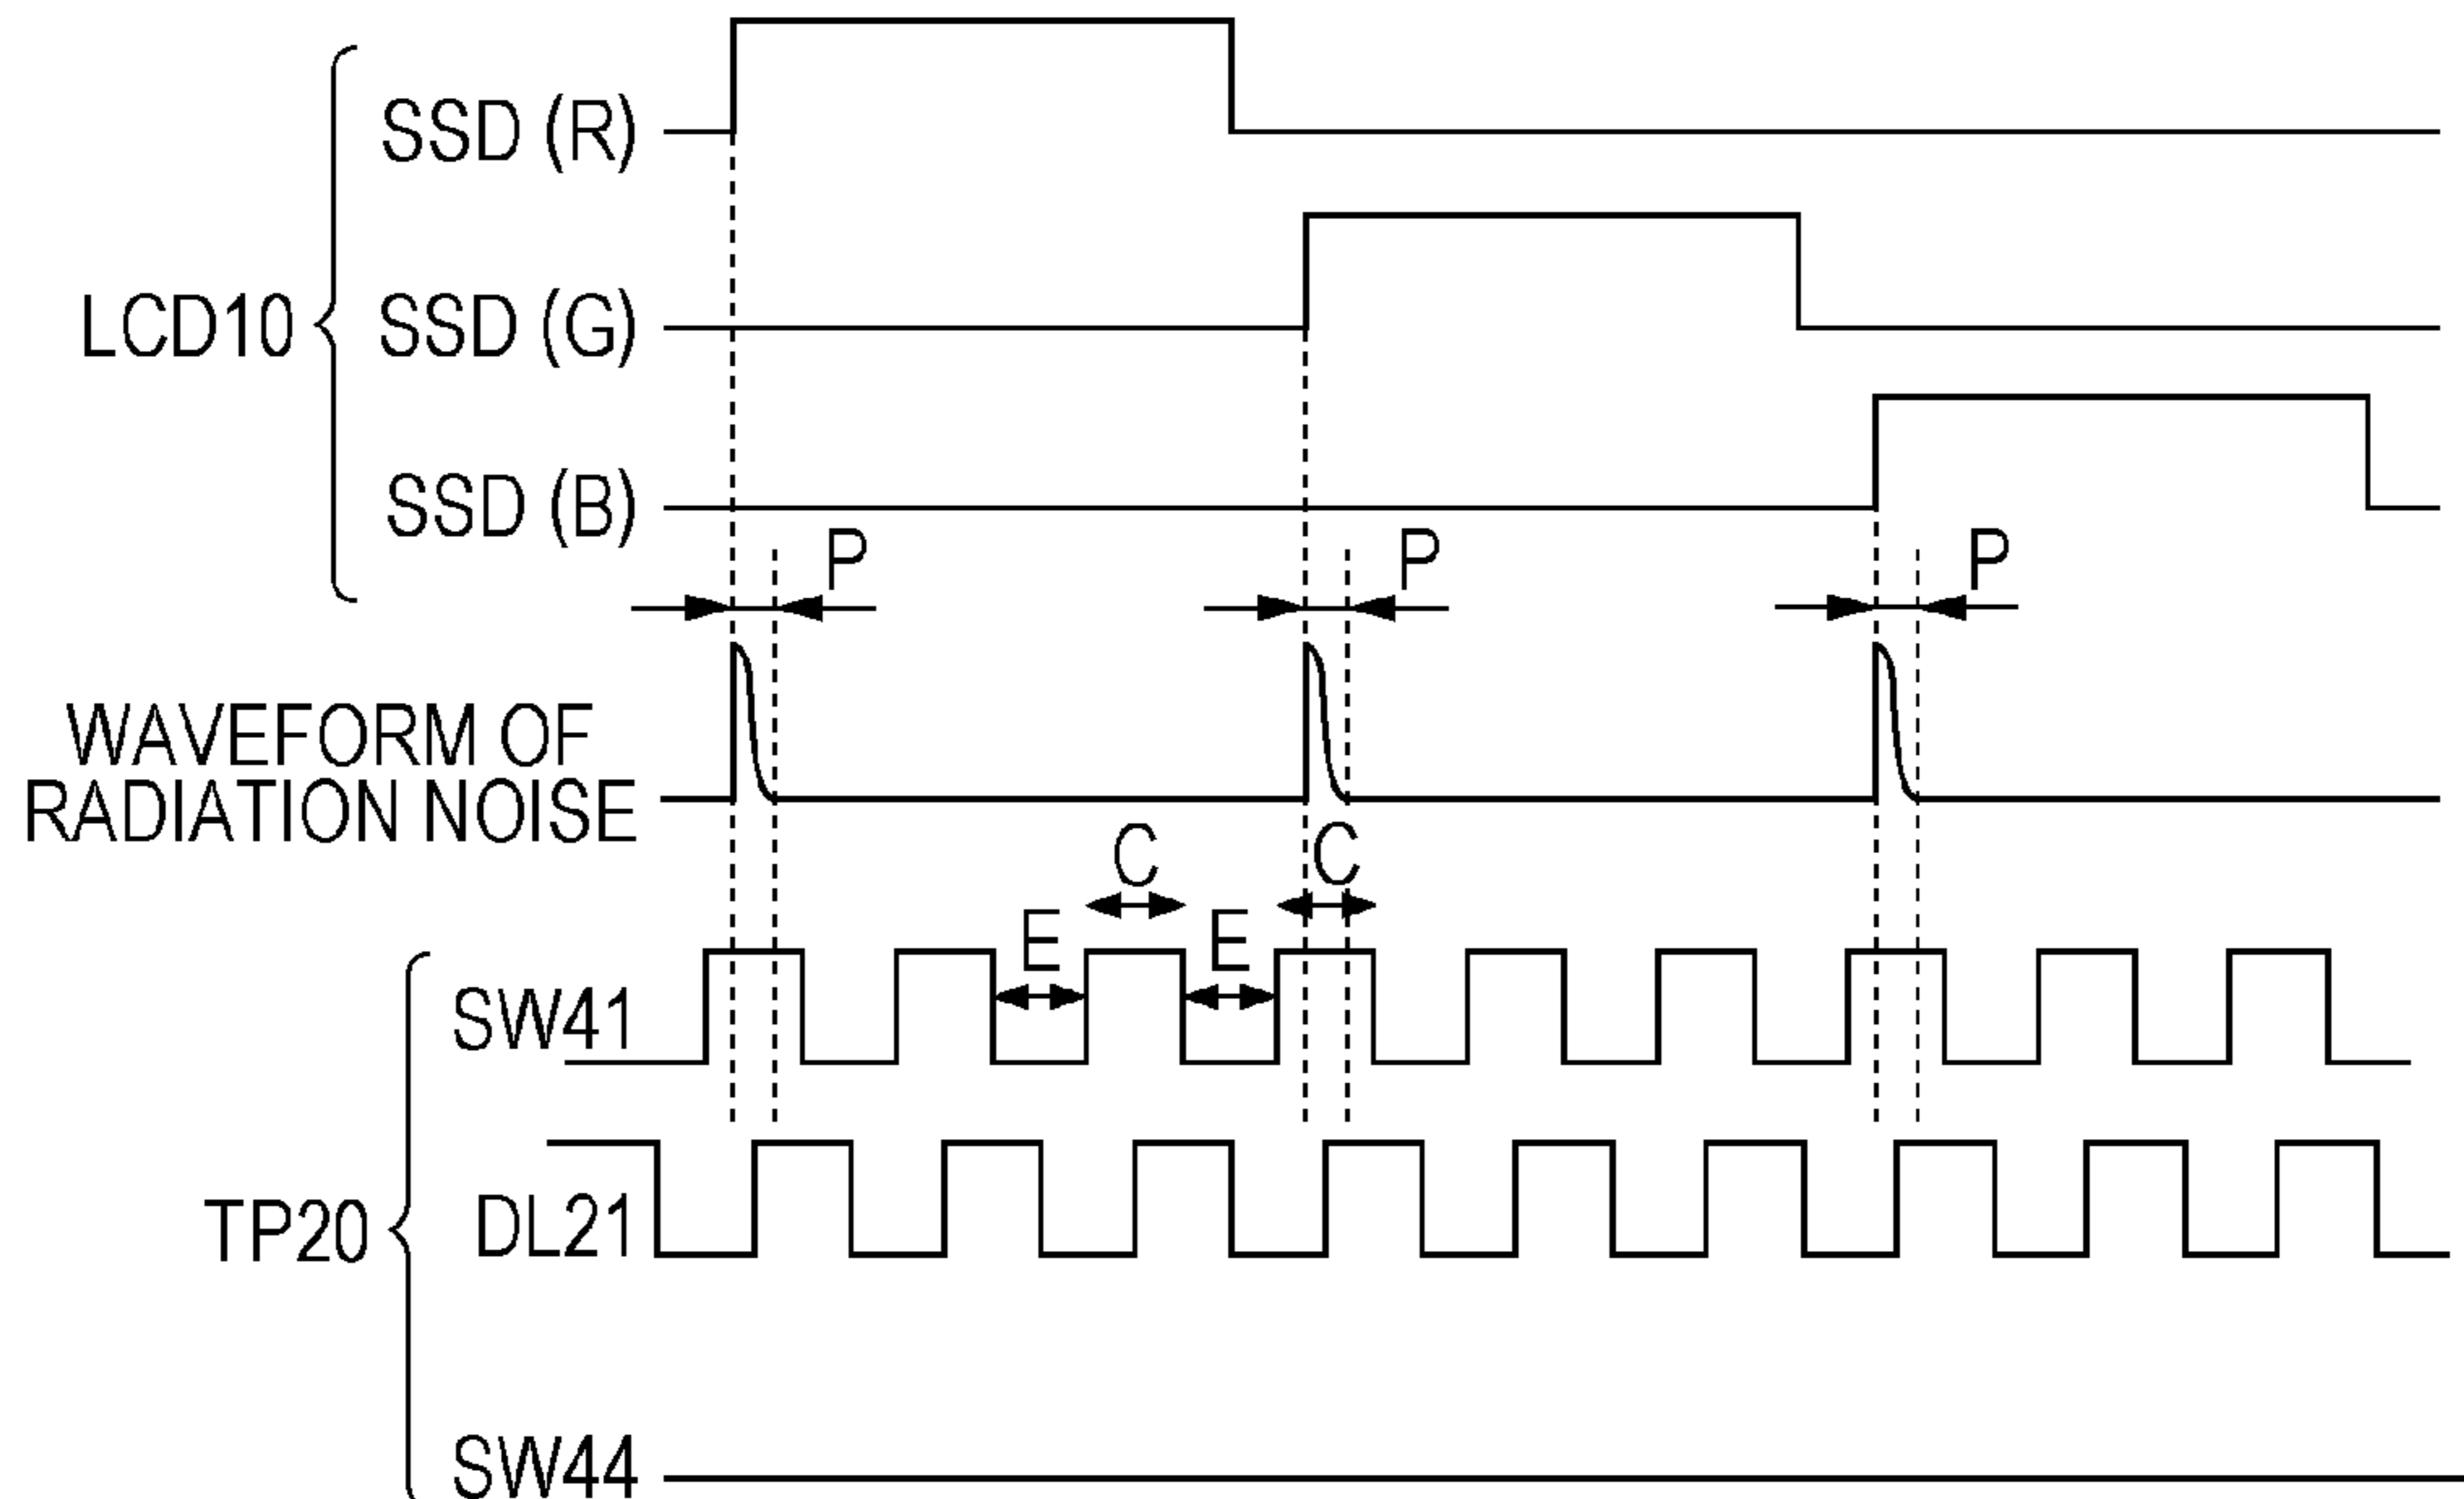 SSD (R)
LCD10
SSD (G)
SSD (B)
P
P
P
WAVEFORM OF
RADIATION NOISE
C
C
E
E
SW41
TP20
DL21
SW44